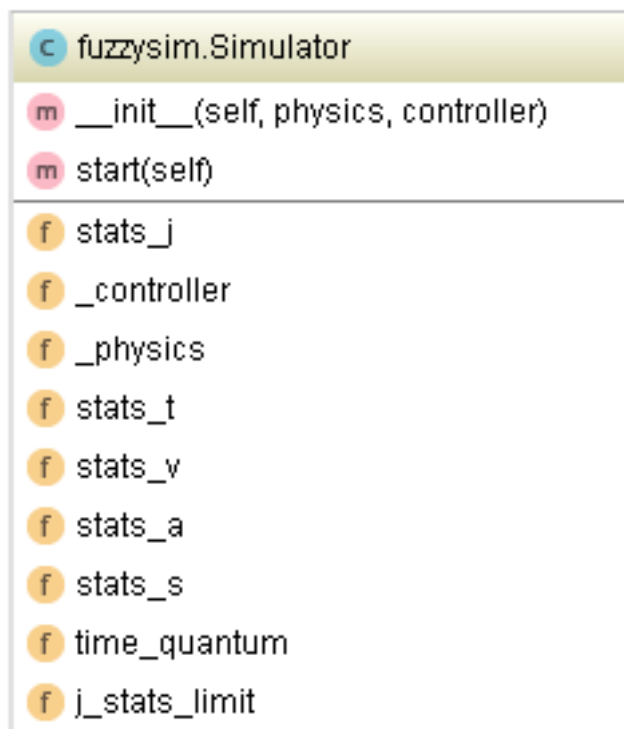 c fuzzysim.Simulator
m __init__(self, physics, controller)
m start(self)
f stats_j
f _controller
f _physics
f stats_t
f stats_v
f stats_a
f stats_s
f time_quantum
f j_stats_limit